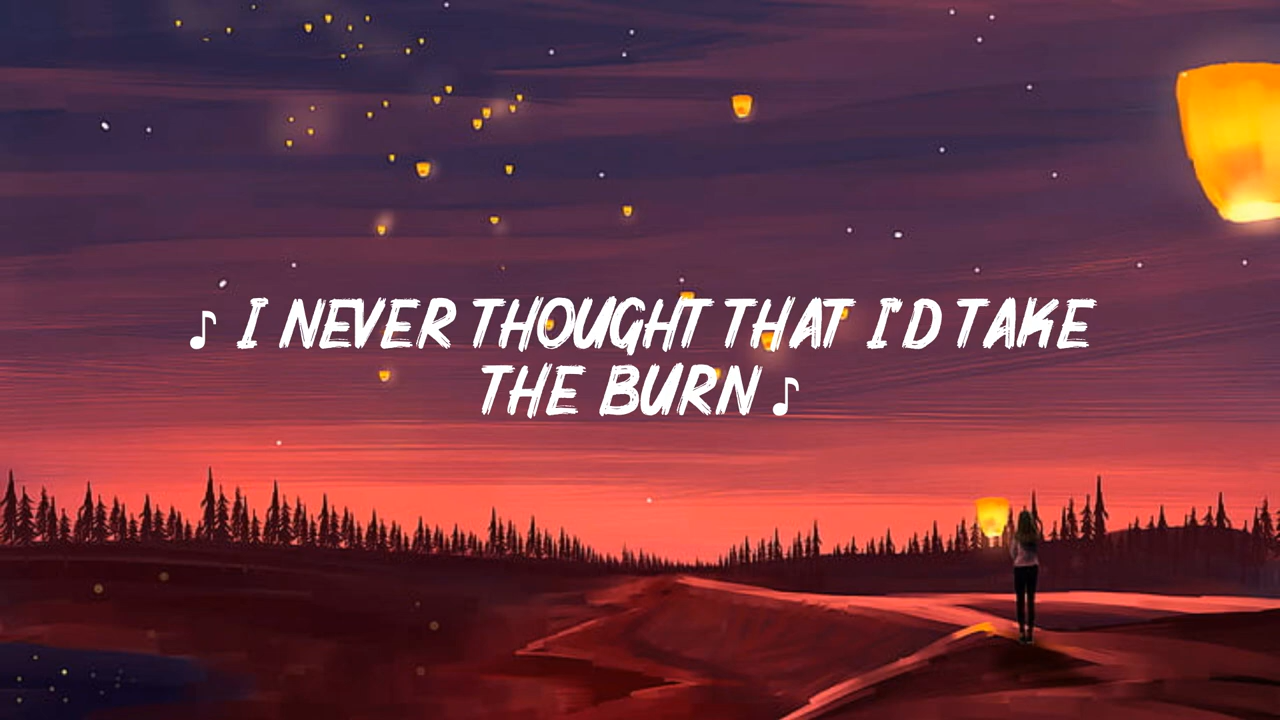 ♪ I NEVER THOUGHT THAT I'D TAKE
THE BURN ♪